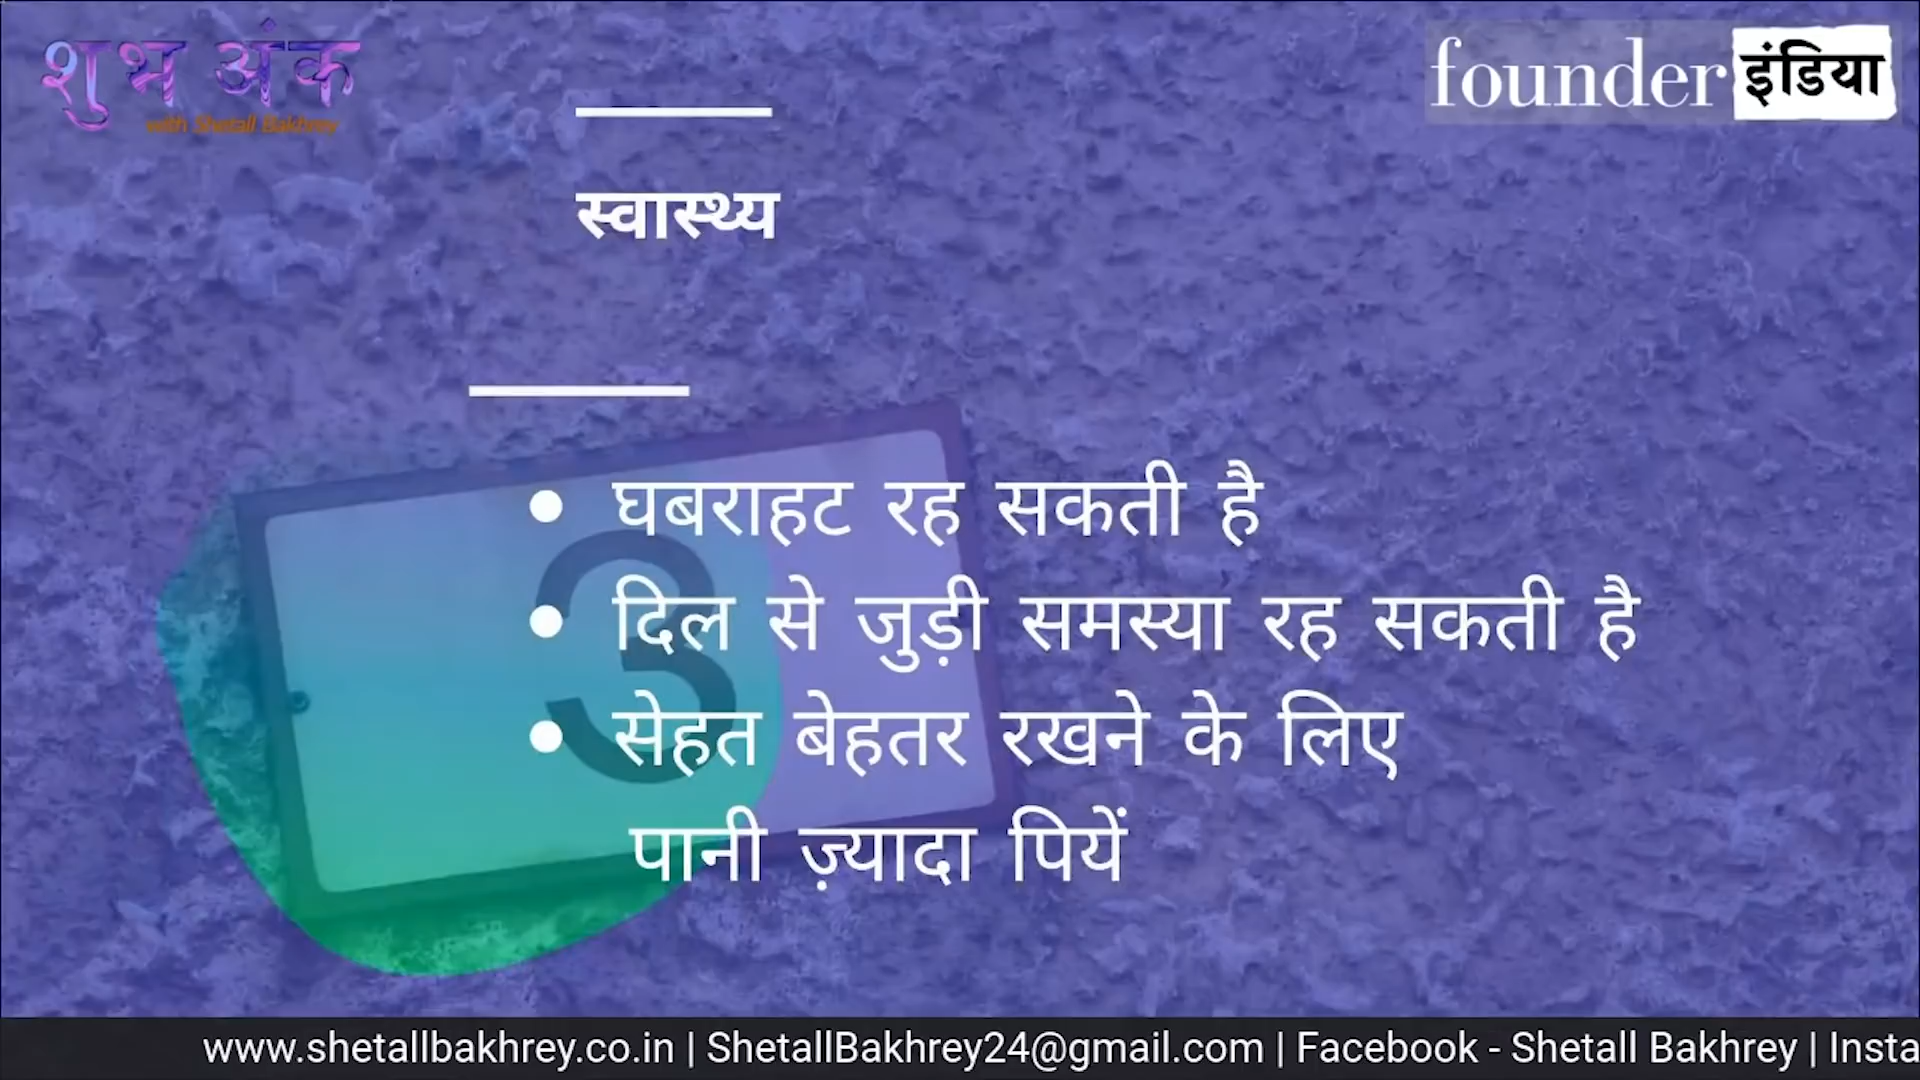 शुभ अंक
with Shetall Bakhrey
founder इंडिया
स्वास्थ्य
• घबराहट रह सकती है
• दिल से जुड़ी समस्या रह सकती है
• सेहत बेहतर रखने के लिए
पानी ज़्यादा पियें
3
www.shetallbakhrey.co.in | ShetallBakhrey24@gmail.com | Facebook - Shetall Bakhrey | Insta